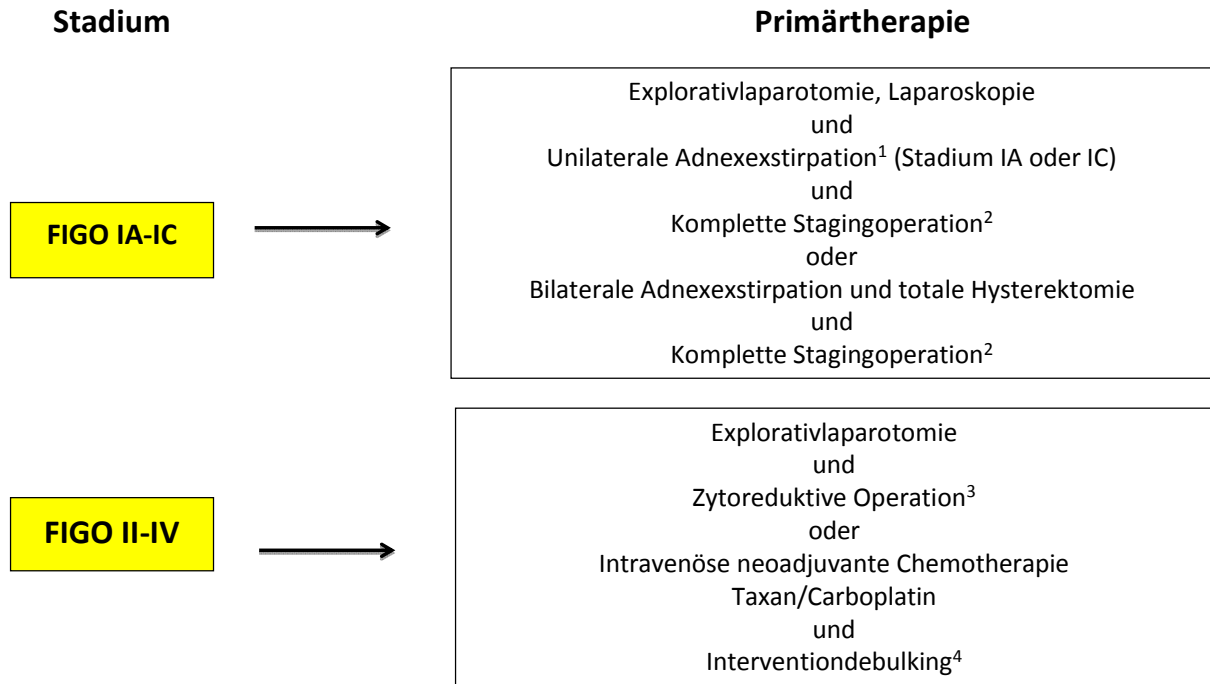 Stadium
Primärtherapie
FIGO IA-IC
Explorativlaparotomie, Laparoskopie
und
Unilaterale Adnexexstirpation¹ (Stadium IA oder IC)
und
Komplette Stagingoperation²
oder
Bilaterale Adnexexstirpation und totale Hysterektomie
und
Komplette Stagingoperation²
FIGO II-IV
Explorativlaparotomie
und
Zytoreduktive Operation³
oder
Intravenöse neoadjuvante Chemotherapie
Taxan/Carboplatin
und
Interventiondebulking⁴